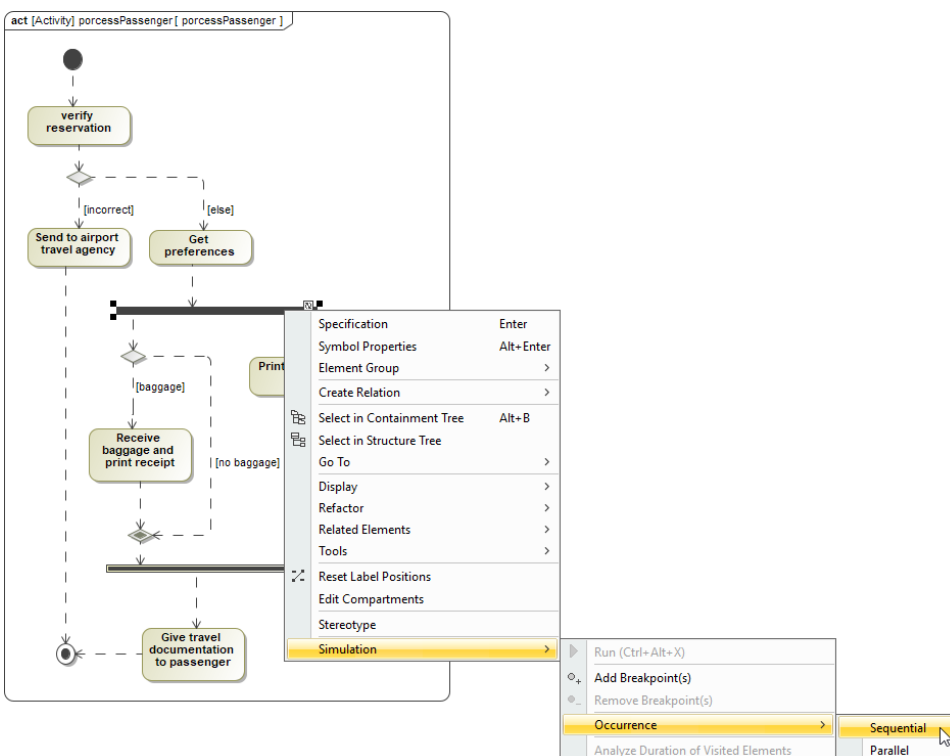 act [Activity] porcessPassenger [ porcessPassenger ]
verify
reservation
[incorrect]
[else]
Send to airport
travel agency
Get
preferences
[baggage]
Print
Receive
baggage and
print receipt
[no baggage]
Give travel
documentation
to passenger
Specification Enter
Symbol Properties Alt+Enter
Element Group
Create Relation
Select in Containment Tree Alt+B
Select in Structure Tree
Go To
Display
Refactor
Related Elements
Tools
Reset Label Positions
Edit Compartments
Stereotype
Simulation
Run (Ctrl+Alt+X)
Add Breakpoint(s)
Remove Breakpoint(s)
Occurrence
Analyze Duration of Visited Elements
Sequential
Parallel